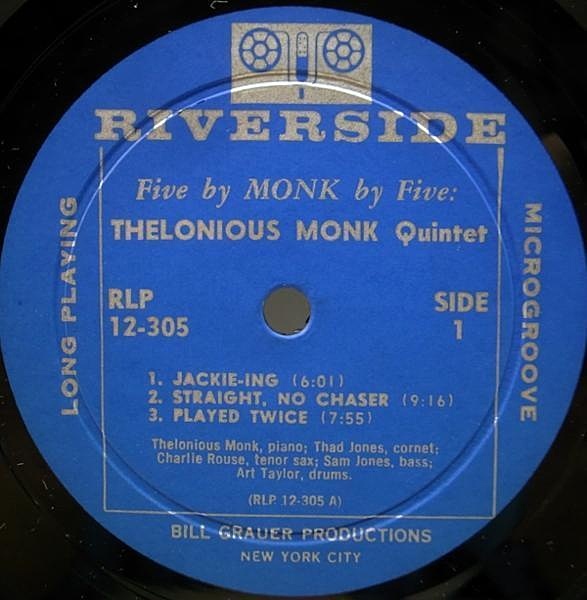 RIVERSIDE
Five by MONK by Five:
THELONIOUS MONK Quintet
LONG PLAYING
MICROGROOVE
RLP
12-305
SIDE
1
1. JACKIE-ING (6:01)
2. STRAIGHT, NO CHASER (9:16)
3. PLAYED TWICE (7:55)
Thelonious Monk, piano; Thad Jones, cornet;
Charlie Rouse, tenor sax; Sam Jones, bass;
Art Taylor, drums.
(RLP 12-305 A)
BILL GRAUER PRODUCTIONS
NEW YORK CITY